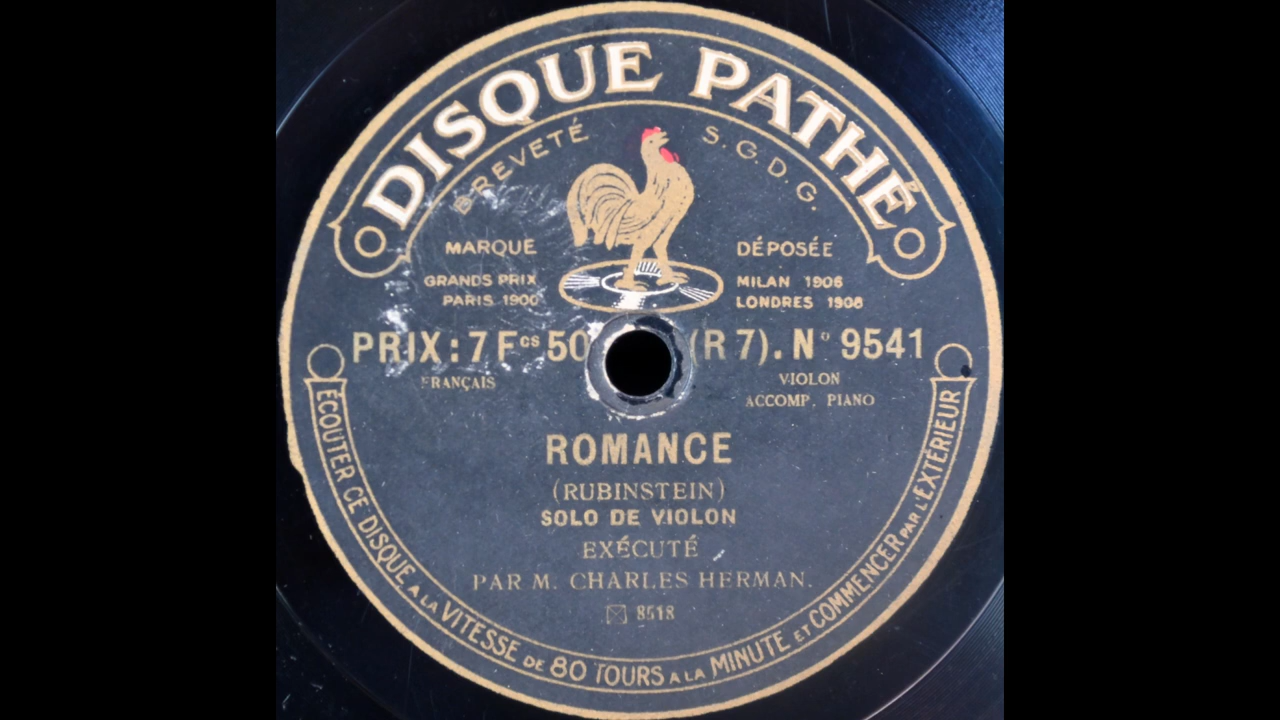 DISQUE PATHÉ
BREVETÉ S.G.D.G.
MARQUE DÉPOSÉE
GRANDS PRIX
PARIS 1900
MILAN 1906
LONDRES 1908
PRIX: 7 Fcs 50 (R 7). N° 9541
FRANÇAIS
VIOLON
ACCOMP. PIANO
ROMANCE
(RUBINSTEIN)
SOLO DE VIOLON
EXÉCUTÉ
PAR M. CHARLES HERMAN.
8518
ÉCOUTER CE DISQUE A LA VITESSE DE 80 TOURS A LA MINUTE ET COMMENCER PAR L'EXTÉRIEUR